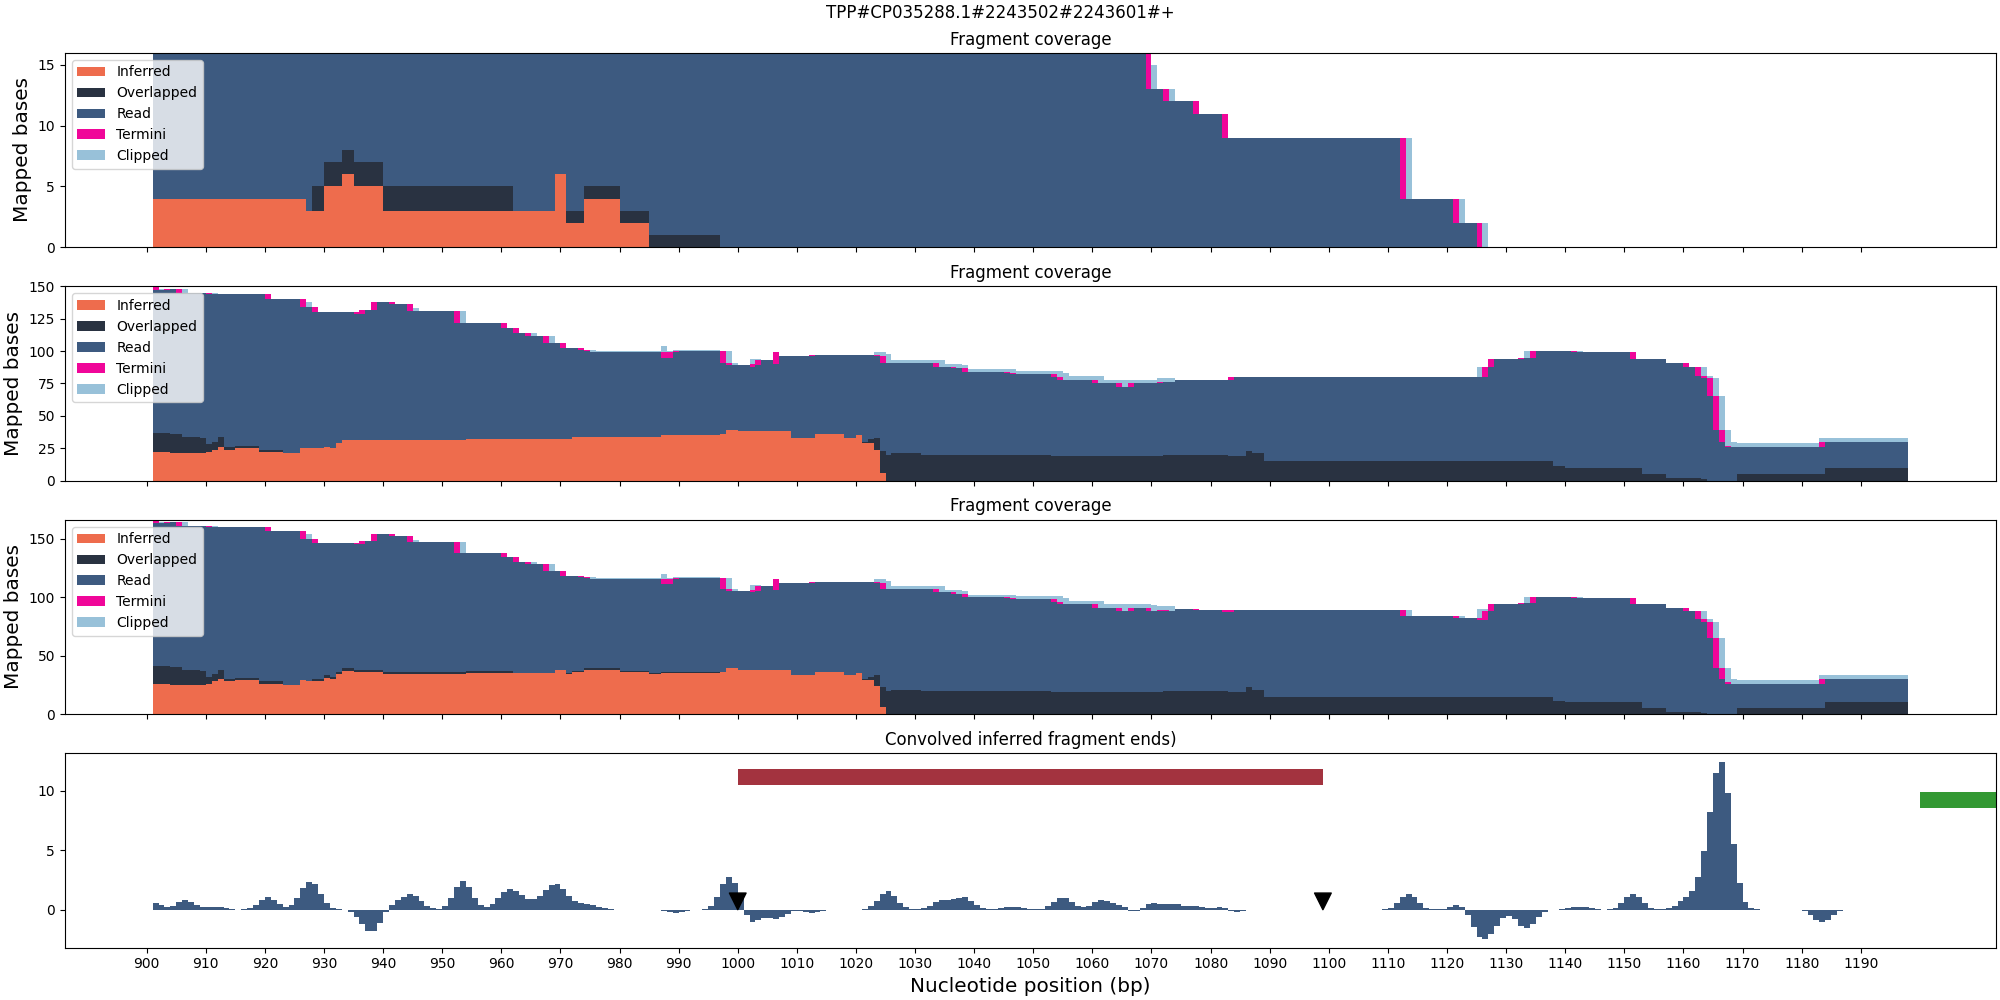 TPP#CP035288.1#2243502#2243601#+
Fragment coverage
Mapped bases
15
10
5
0
Inferred
Overlapped
Read
Termini
Clipped
Fragment coverage
Mapped bases
150
125
100
75
50
25
0
Inferred
Overlapped
Read
Termini
Clipped
Fragment coverage
Mapped bases
150
100
50
0
Inferred
Overlapped
Read
Termini
Clipped
Convolved inferred fragment ends)
10
5
0
900 910 920 930 940 950 960 970 980 990 1000 1010 1020 1030 1040 1050 1060 1070 1080 1090 1100 1110 1120 1130 1140 1150 1160 1170 1180 1190
Nucleotide position (bp)